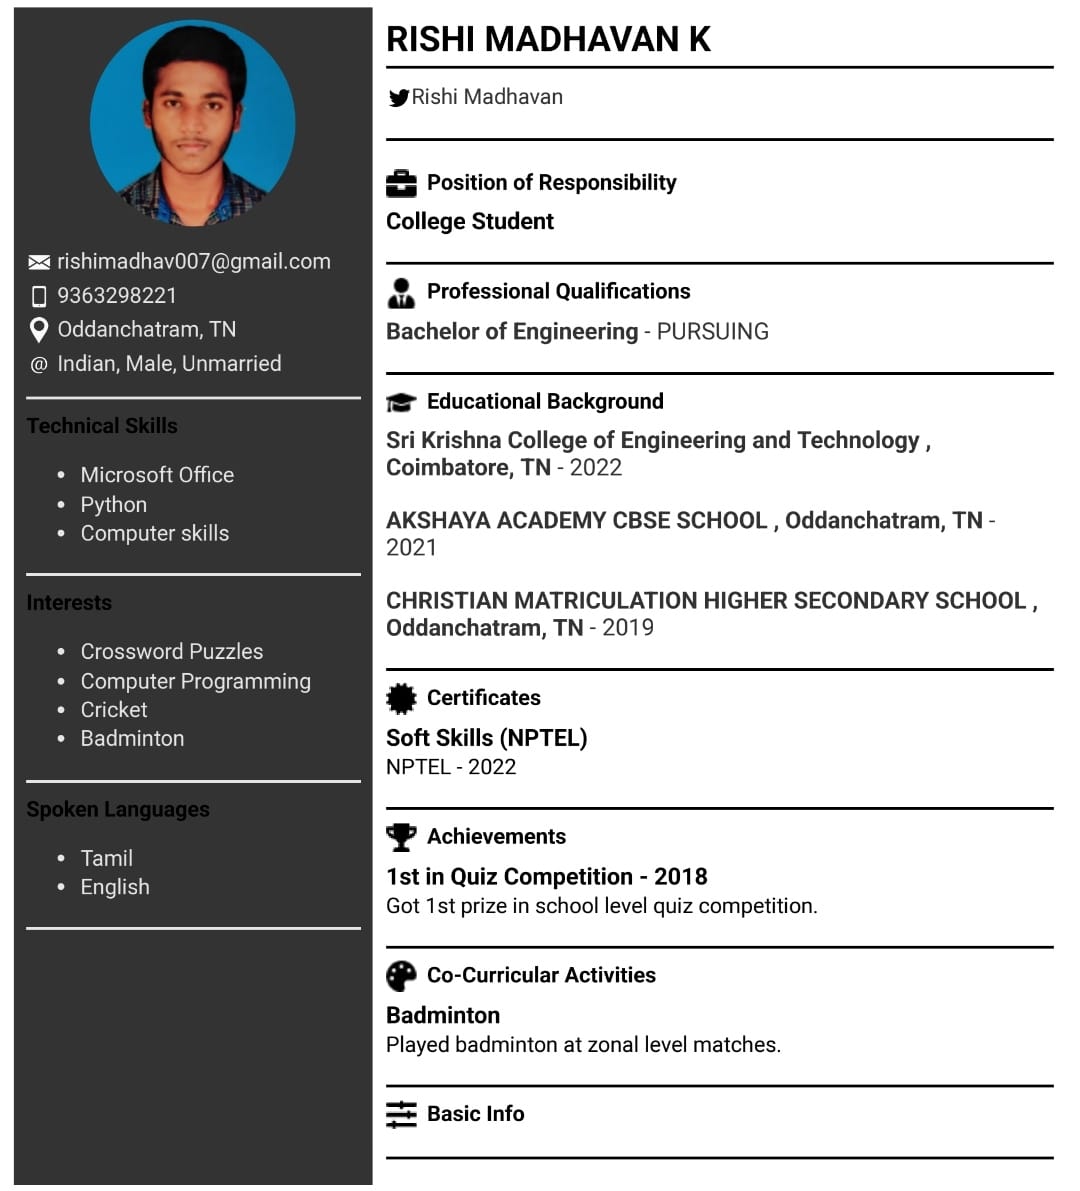 rishimadhav007@gmail.com
9363298221
Oddanchatram, TN
@ Indian, Male, Unmarried
Technical Skills
• Microsoft Office
• Python
• Computer skills
Interests
• Crossword Puzzles
• Computer Programming
• Cricket
• Badminton
Spoken Languages
• Tamil
• English
RISHI MADHAVAN K
Rishi Madhavan
Position of Responsibility
College Student
Professional Qualifications
Bachelor of Engineering - PURSUING
Educational Background
Sri Krishna College of Engineering and Technology ,
Coimbatore, TN - 2022
AKSHAYA ACADEMY CBSE SCHOOL , Oddanchatram, TN -
2021
CHRISTIAN MATRICULATION HIGHER SECONDARY SCHOOL ,
Oddanchatram, TN - 2019
Certificates
Soft Skills (NPTEL)
NPTEL - 2022
Achievements
1st in Quiz Competition - 2018
Got 1st prize in school level quiz competition.
Co-Curricular Activities
Badminton
Played badminton at zonal level matches.
Basic Info